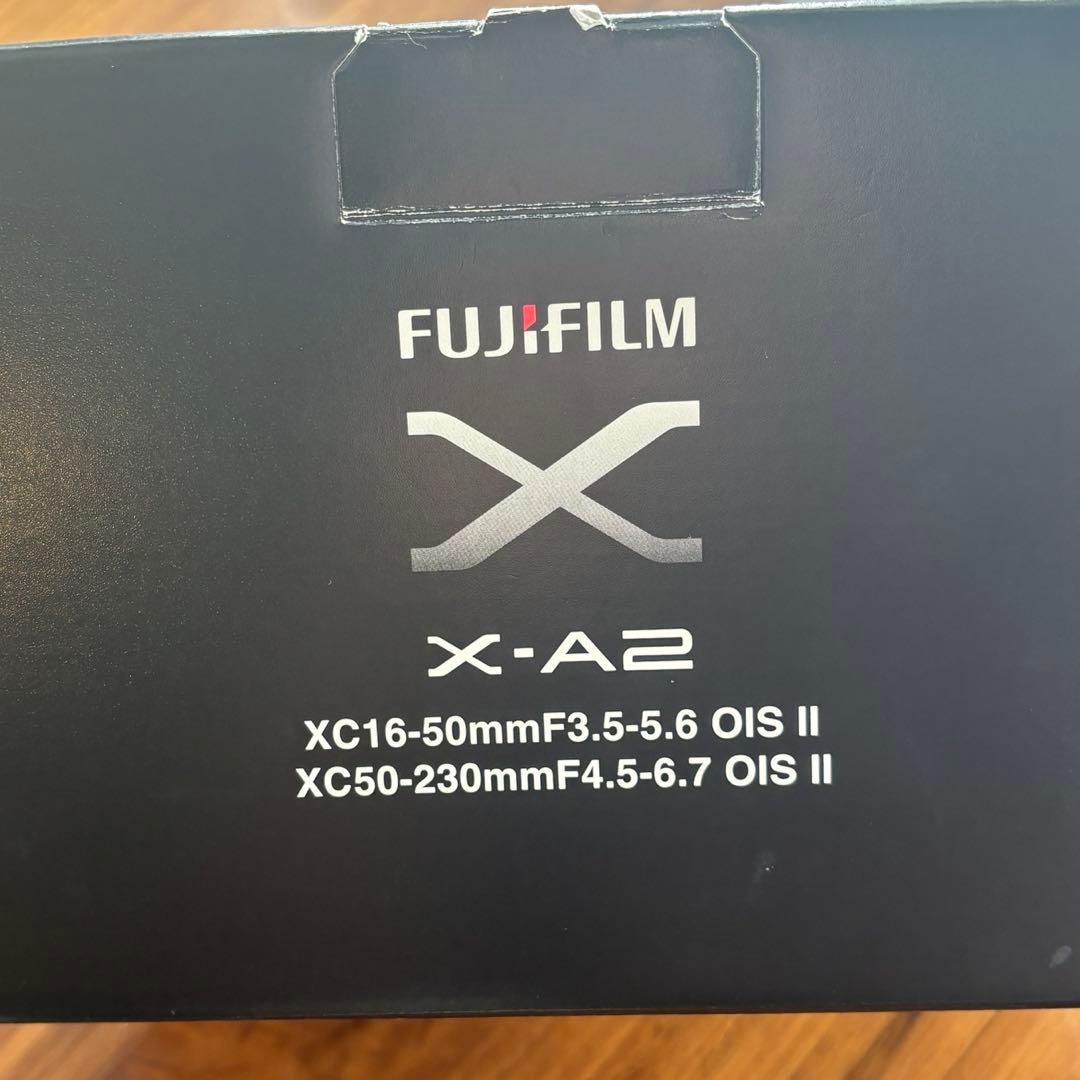 FUJIFILM
X
X-A2
XC16-50mmF3.5-5.6 OIS II
XC50-230mmF4.5-6.7 OIS II